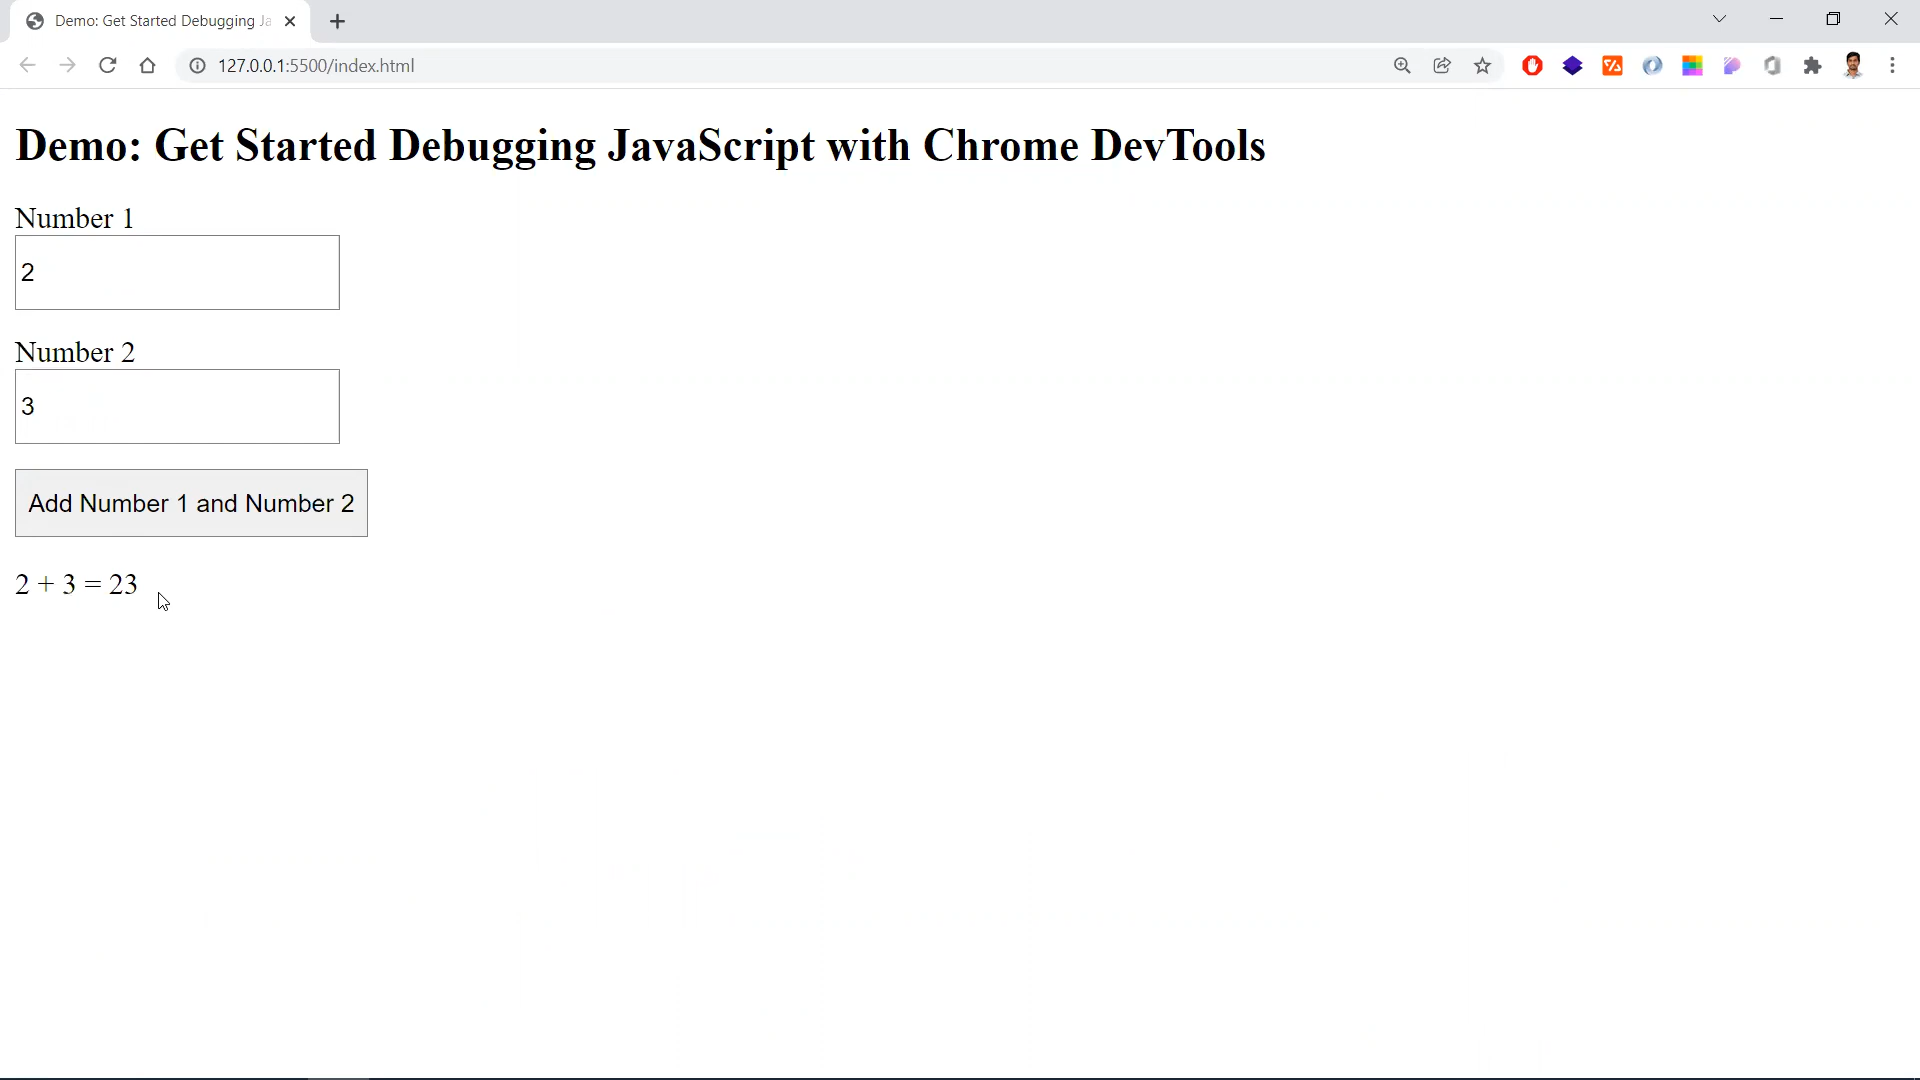 Demo: Get Started Debugging Ja
127.0.0.1:5500/index.html
Demo: Get Started Debugging JavaScript with Chrome DevTools
Number 1
2
Number 2
3
Add Number 1 and Number 2
2 + 3 = 23